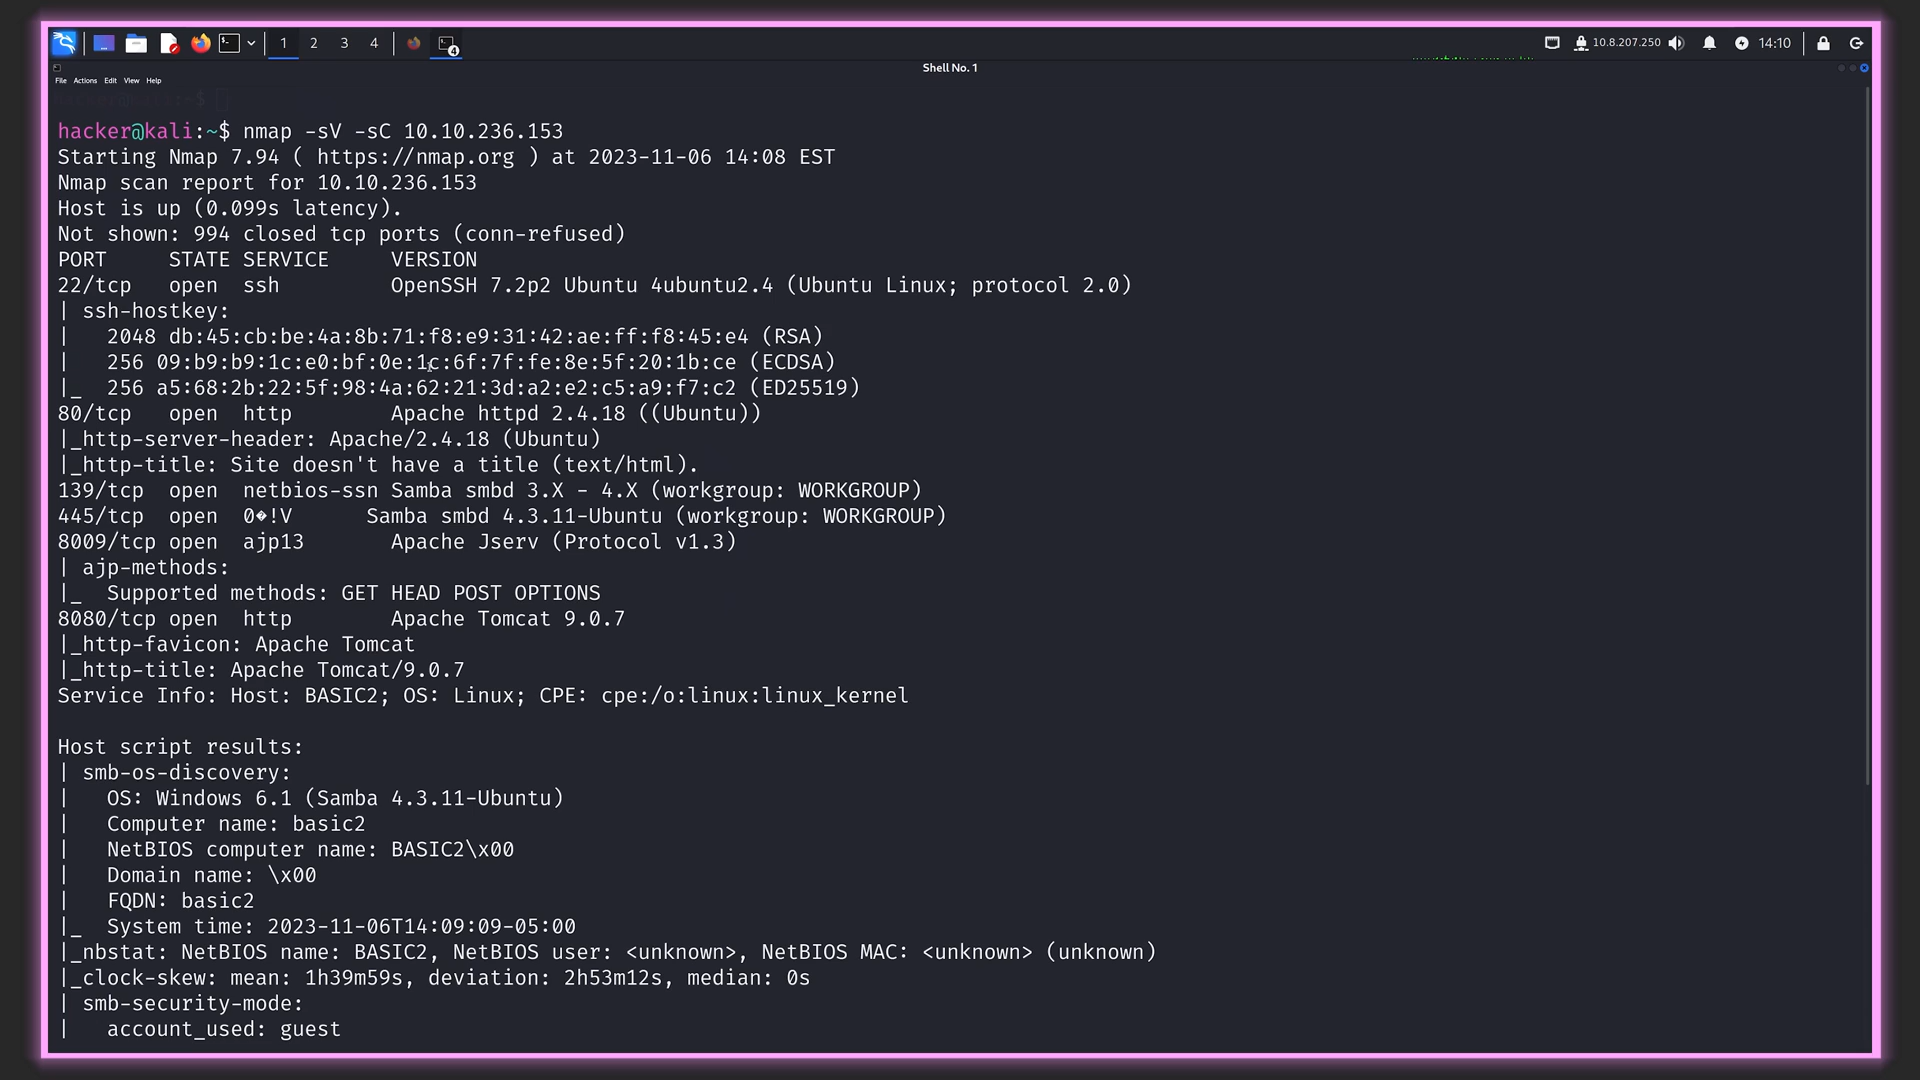 1 2 3 4
4
10.8.207.250
14:10
Shell No. 1
File Actions Edit View Help
hacker@kali:~$ nmap -sV -sC 10.10.236.153
Starting Nmap 7.94 ( https://nmap.org ) at 2023-11-06 14:08 EST
Nmap scan report for 10.10.236.153
Host is up (0.099s latency).
Not shown: 994 closed tcp ports (conn-refused)
PORT     STATE SERVICE     VERSION
22/tcp   open  ssh         OpenSSH 7.2p2 Ubuntu 4ubuntu2.4 (Ubuntu Linux; protocol 2.0)
| ssh-hostkey:
|   2048 db:45:cb:be:4a:8b:71:f8:e9:31:42:ae:ff:f8:45:e4 (RSA)
|   256 09:b9:b9:1c:e0:bf:0e:1c:6f:7f:fe:8e:5f:20:1b:ce (ECDSA)
|_  256 a5:68:2b:22:5f:98:4a:62:21:3d:a2:e2:c5:a9:f7:c2 (ED25519)
80/tcp   open  http        Apache httpd 2.4.18 ((Ubuntu))
|_http-server-header: Apache/2.4.18 (Ubuntu)
|_http-title: Site doesn't have a title (text/html).
139/tcp  open  netbios-ssn Samba smbd 3.X - 4.X (workgroup: WORKGROUP)
445/tcp  open  0�!V      Samba smbd 4.3.11-Ubuntu (workgroup: WORKGROUP)
8009/tcp open  ajp13       Apache Jserv (Protocol v1.3)
| ajp-methods:
|_  Supported methods: GET HEAD POST OPTIONS
8080/tcp open  http        Apache Tomcat 9.0.7
|_http-favicon: Apache Tomcat
|_http-title: Apache Tomcat/9.0.7
Service Info: Host: BASIC2; OS: Linux; CPE: cpe:/o:linux:linux_kernel
Host script results:
| smb-os-discovery:
|   OS: Windows 6.1 (Samba 4.3.11-Ubuntu)
|   Computer name: basic2
|   NetBIOS computer name: BASIC2\x00
|   Domain name: \x00
|   FQDN: basic2
|_  System time: 2023-11-06T14:09:09-05:00
|_nbstat: NetBIOS name: BASIC2, NetBIOS user: <unknown>, NetBIOS MAC: <unknown> (unknown)
|_clock-skew: mean: 1h39m59s, deviation: 2h53m12s, median: 0s
| smb-security-mode:
|   account_used: guest